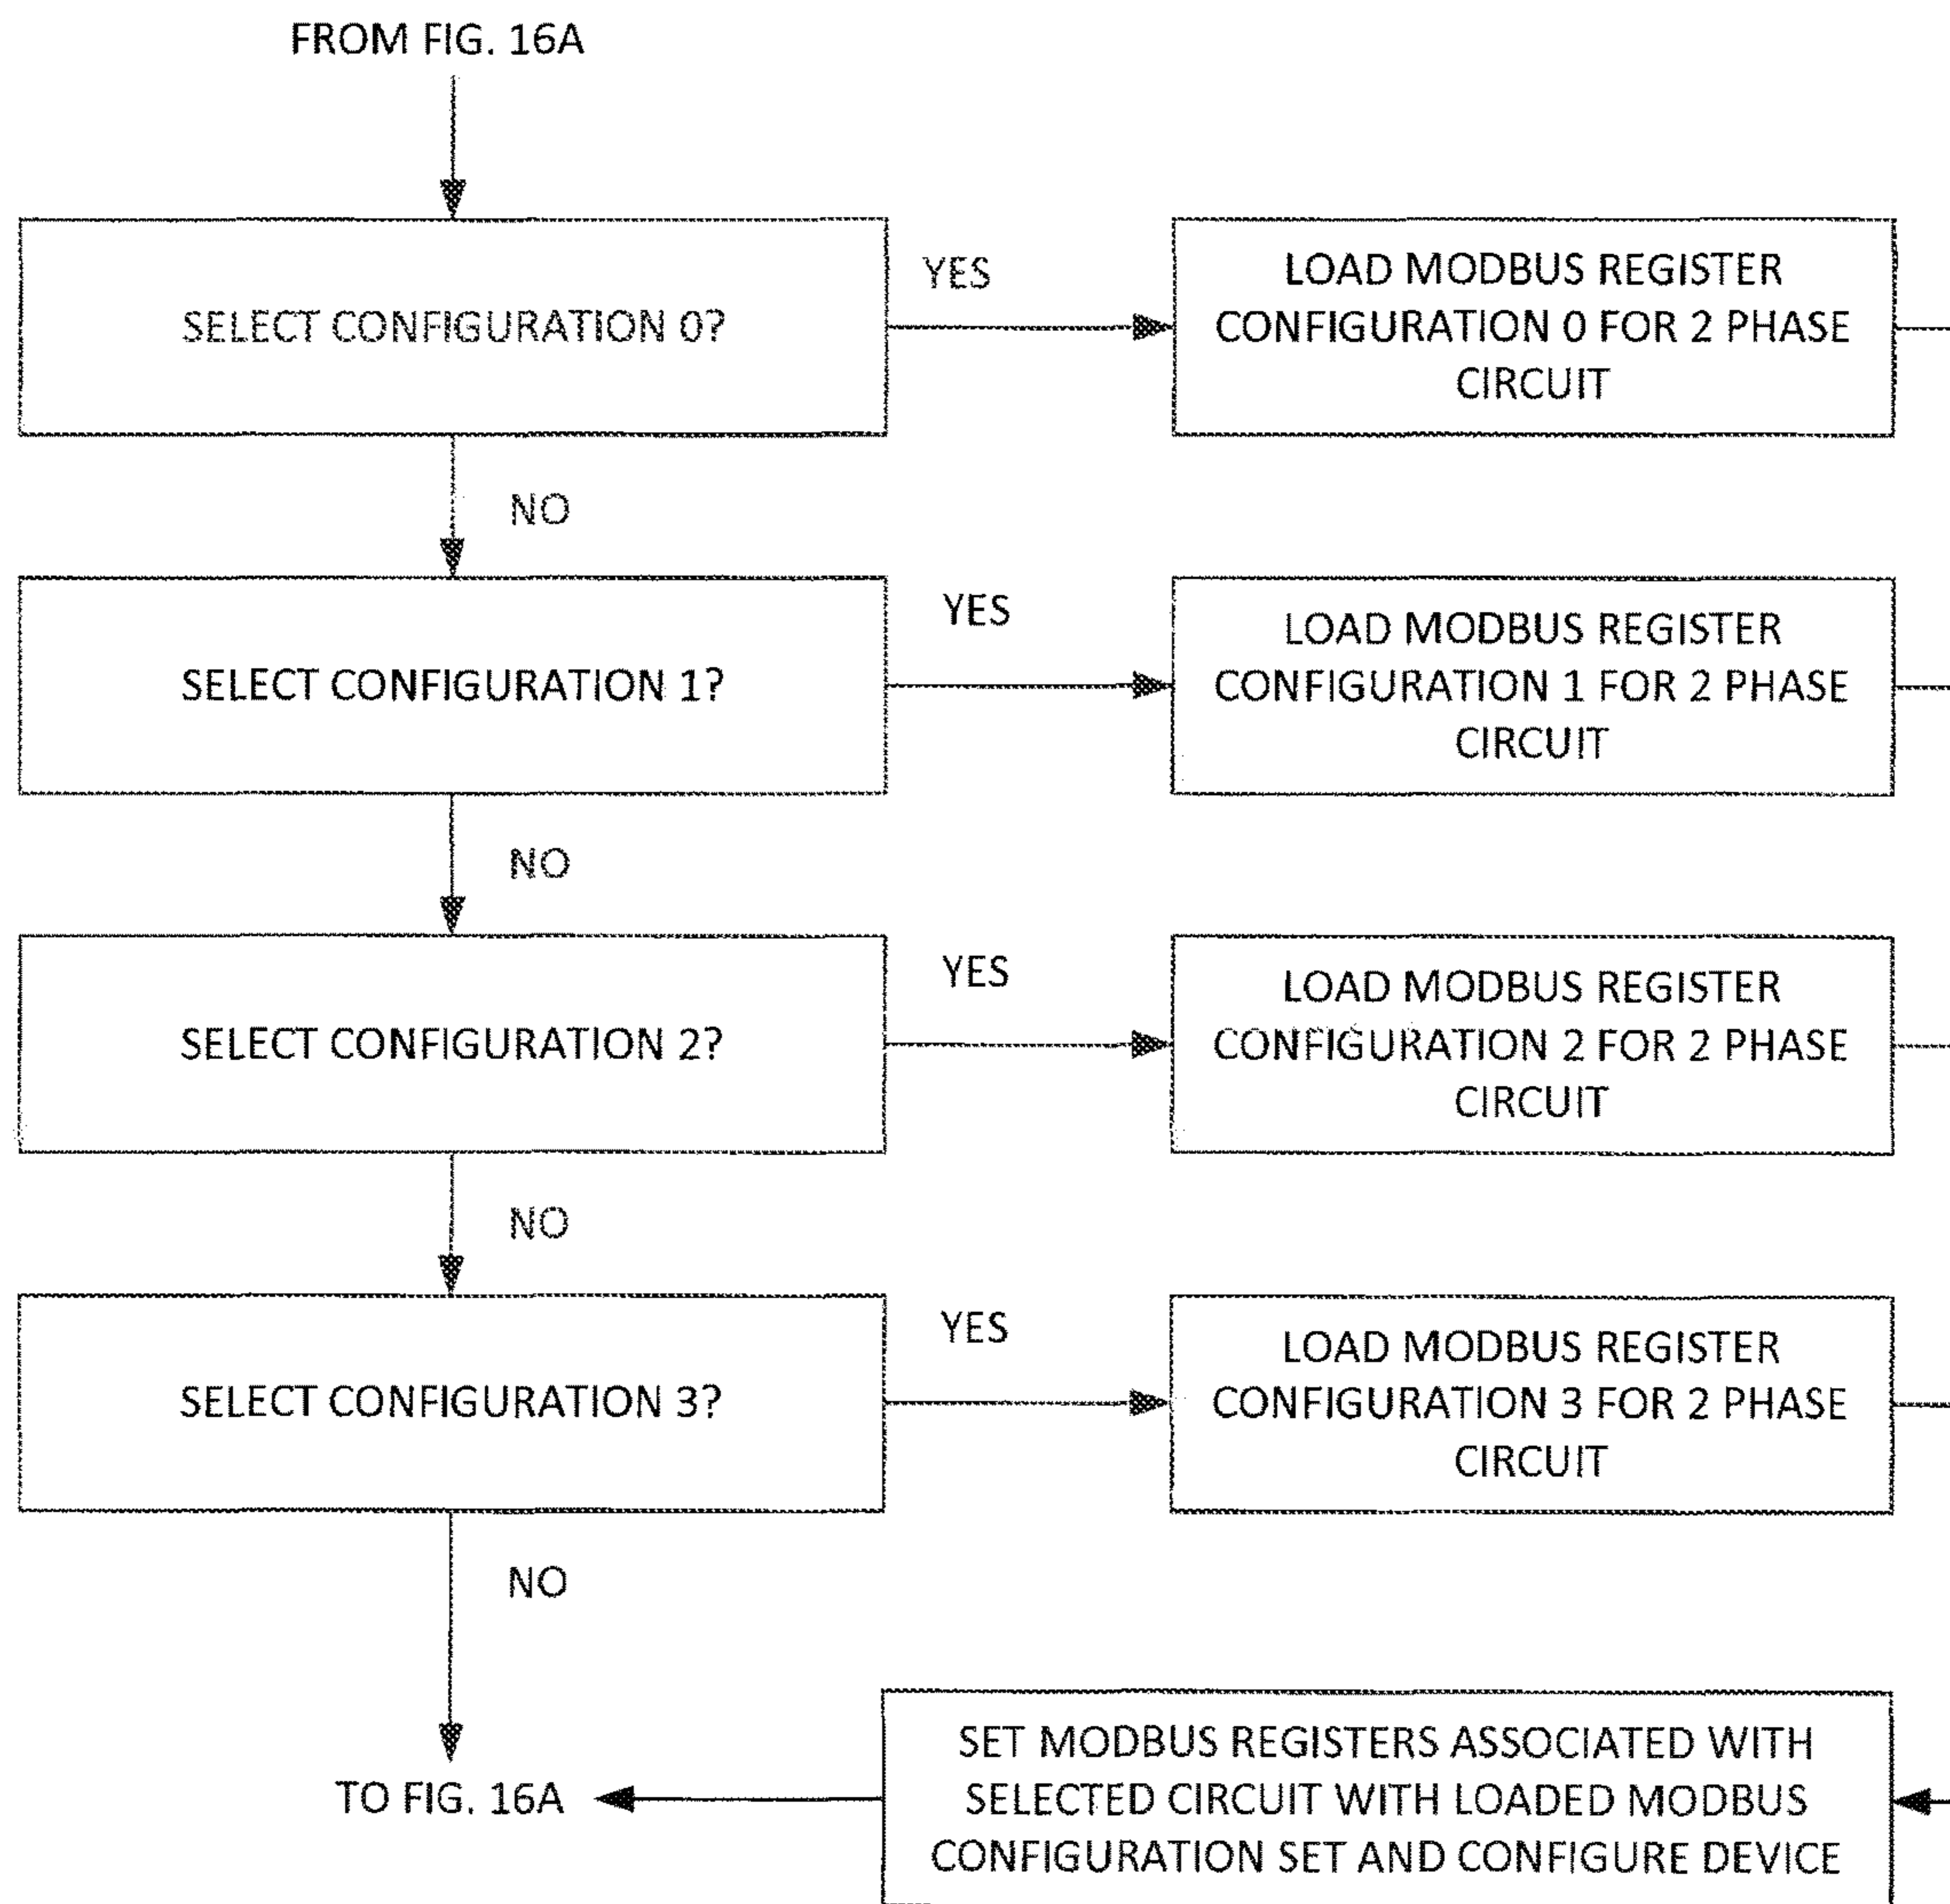 FROM FIG. 16A
SELECT CONFIGURATION 0?
YES
LOAD MODBUS REGISTER
CONFIGURATION 0 FOR 2 PHASE
CIRCUIT
NO
SELECT CONFIGURATION 1?
YES
LOAD MODBUS REGISTER
CONFIGURATION 1 FOR 2 PHASE
CIRCUIT
NO
SELECT CONFIGURATION 2?
YES
LOAD MODBUS REGISTER
CONFIGURATION 2 FOR 2 PHASE
CIRCUIT
NO
SELECT CONFIGURATION 3?
YES
LOAD MODBUS REGISTER
CONFIGURATION 3 FOR 2 PHASE
CIRCUIT
NO
TO FIG. 16A
SET MODBUS REGISTERS ASSOCIATED WITH
SELECTED CIRCUIT WITH LOADED MODBUS
CONFIGURATION SET AND CONFIGURE DEVICE